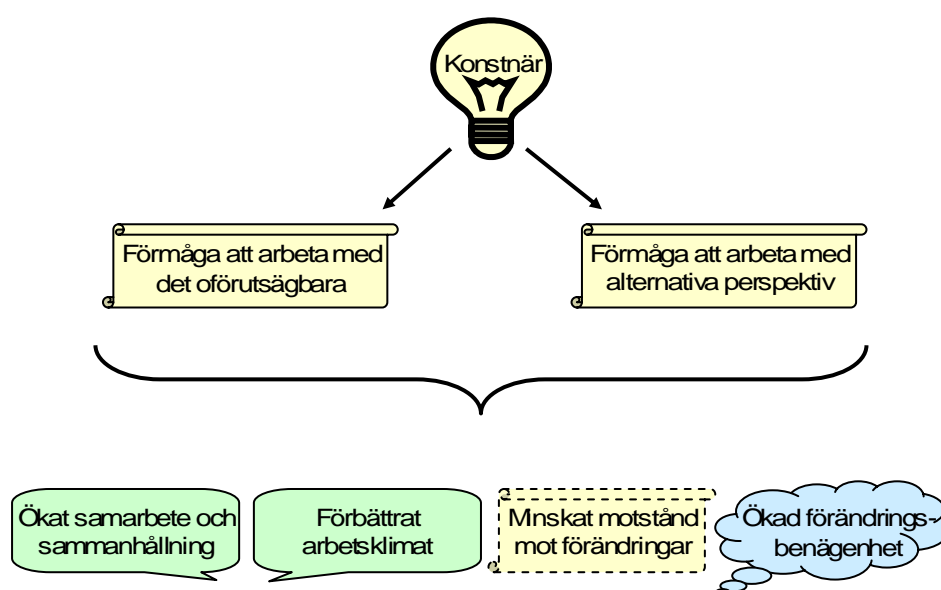 Konstnär
Förmåga att arbeta med
det oförutsägbara
Förmåga att arbeta med
alternativa perspektiv
Ökat samarbete och
sammanhållning
Förbättrat
arbetsklimat
Minskat motstånd
mot förändringar
Ökad förändrings-
benägenhet